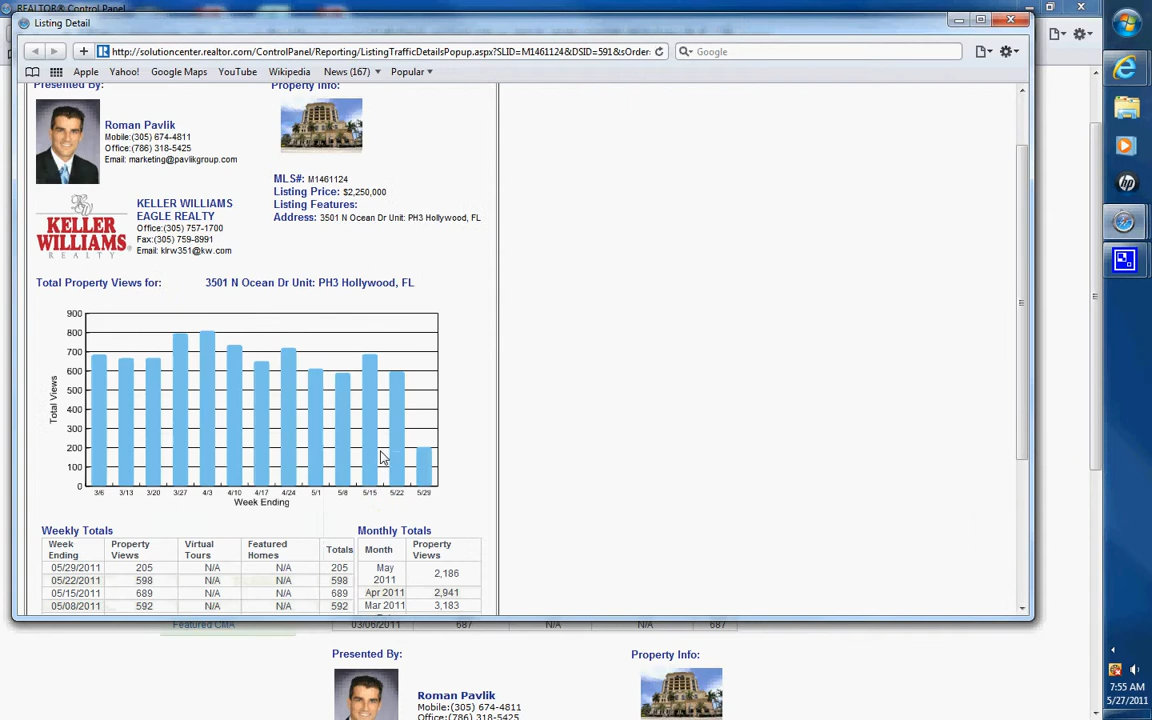 REALTOR® Control Panel
Listing Detail
http://solutioncenter.realtor.com/ControlPanel/Reporting/ListingTrafficDetailsPopup.aspx?SLID=M1461124&DSID=591&sOrder:
Google
Apple Yahoo! Google Maps YouTube Wikipedia News (167) Popular
Presented By:
Property Info:
Roman Pavlik
Mobile:(305) 674-4811
Office:(786) 318-5425
Email: marketing@pavlikgroup.com
MLS#: M1461124
Listing Price: $2,250,000
Listing Features:
Address: 3501 N Ocean Dr Unit: PH3 Hollywood, FL
KW
KELLER
WILLIAMS®
REALTY
KELLER WILLIAMS
EAGLE REALTY
Office:(305) 757-1700
Fax:(305) 759-8991
Email: klrw351@kw.com
Total Property Views for: 3501 N Ocean Dr Unit: PH3 Hollywood, FL
900
800
700
600
500
400
300
200
100
0
Total Views
3/6 3/13 3/20 3/27 4/3 4/10 4/17 4/24 5/1 5/8 5/15 5/22 5/29
Week Ending
Weekly Totals
Week Ending Property Views Virtual Tours Featured Homes Totals
05/29/2011 205 N/A N/A 205
05/22/2011 598 N/A N/A 598
05/15/2011 689 N/A N/A 689
05/08/2011 592 N/A N/A 592
Monthly Totals
Month Property Views
May 2011 2,186
Apr 2011 2,941
Mar 2011 3,183
Featured CMA
03/06/2011 687 N/A N/A 687
Presented By:
Property Info:
Roman Pavlik
Mobile:(305) 674-4811
Office:(786) 318-5425
hp
7:55 AM
5/27/2011